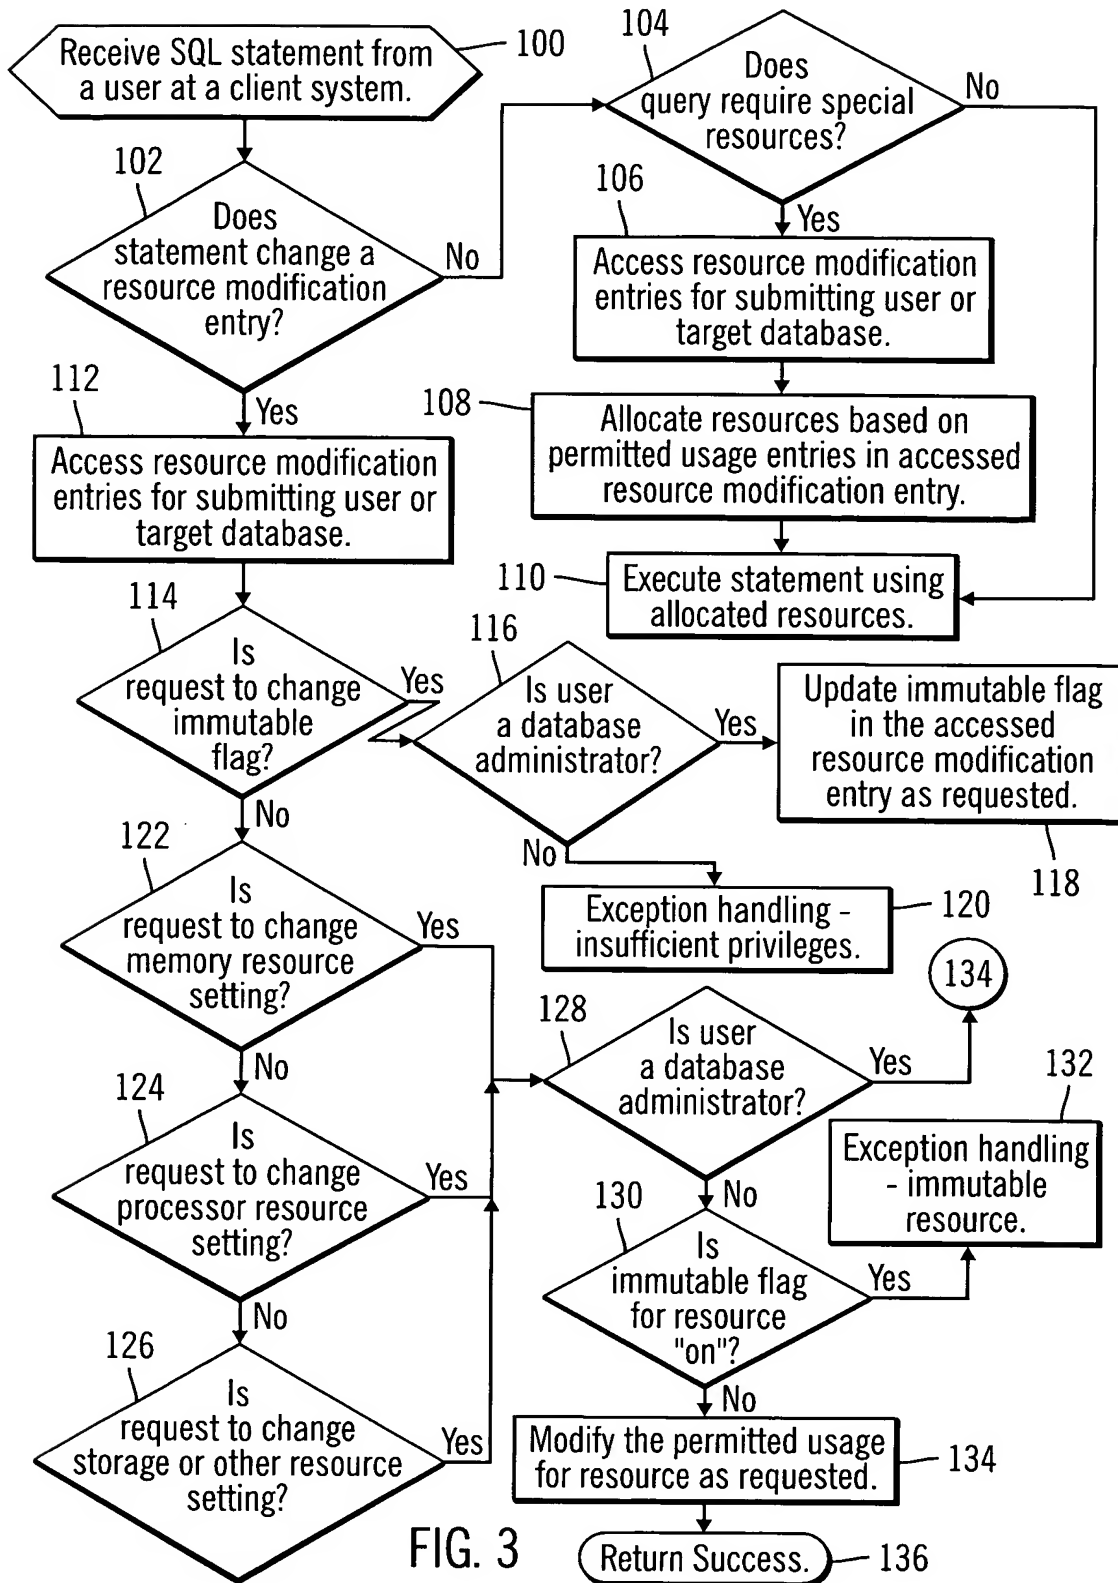 Receive SQL statement from
a user at a client system.
100
102
Does
statement change a
resource modification
entry?
No
Yes
104
Does
query require special
resources?
No
Yes
106
Access resource modification
entries for submitting user or
target database.
108
Allocate resources based on
permitted usage entries in accessed
resource modification entry.
110
Execute statement using
allocated resources.
112
Access resource modification
entries for submitting user or
target database.
114
Is
request to change
immutable
flag?
Yes
No
116
Is user
a database
administrator?
Yes
No
Update immutable flag
in the accessed
resource modification
entry as requested.
118
Exception handling -
insufficient privileges.
120
122
Is
request to change
memory resource
setting?
Yes
No
124
Is
request to change
processor resource
setting?
Yes
No
126
Is
request to change
storage or other resource
setting?
Yes
128
Is user
a database
administrator?
Yes
No
134
130
Is
immutable flag
for resource
"on"?
Yes
No
132
Exception handling
- immutable
resource.
Modify the permitted usage
for resource as requested.
134
Return Success.
136
FIG. 3